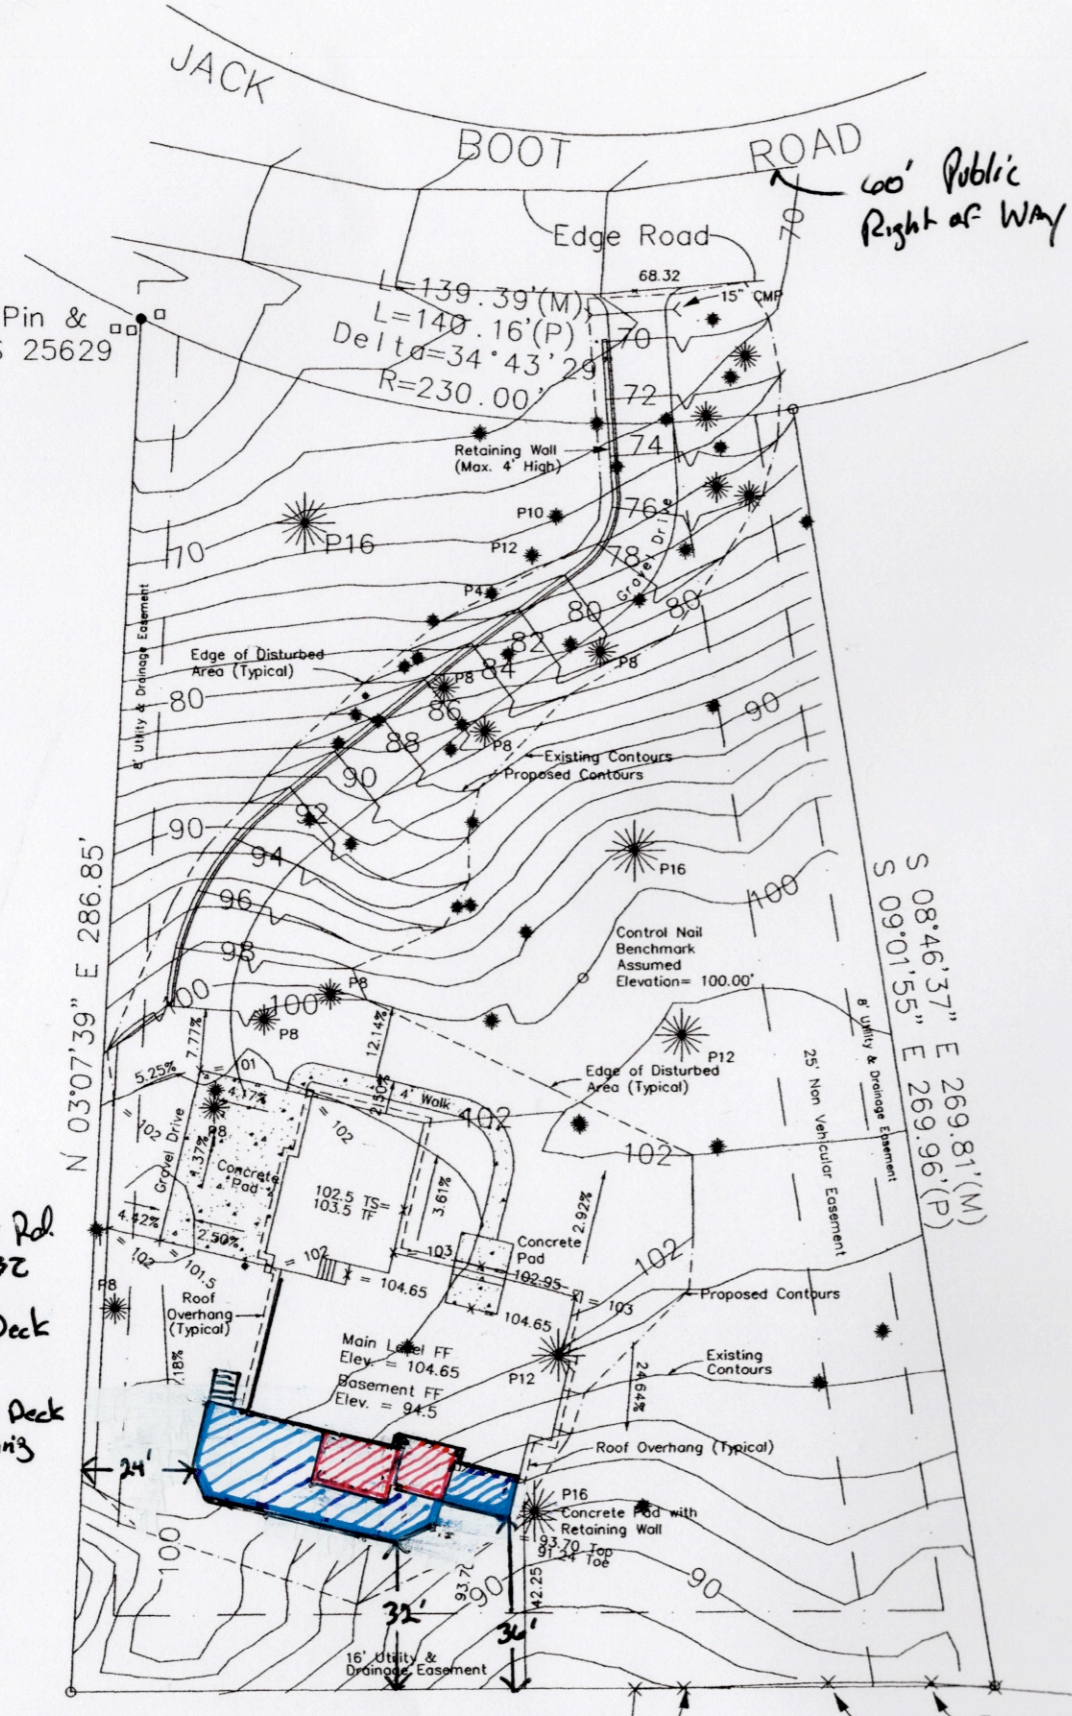 JACK
BOOT
ROAD
60' Public
Right of WAY
Edge Road
70
68.32
15" CMP
L=139.39'(M)
L=140.16'(P)
Delta=34°43'29
R=230.00'
Pin &
25629
70
72
Retaining Wall
(Max. 4' High)
74
P10
76
Gravel Drive
P16
70
P12
78
P4
80
80
8' Utility & Drainage Easement
Edge of Disturbed
Area (Typical)
82
84
P8
P8
80
86
90
P8
88
Existing Contours
Proposed Contours
90
92
90
94
P16
96
100
N 03°07'39" E 286.85'
S 08°46'37" E 269.81'(M)
S 09°01'55" E 269.96'(P)
98
Control Nail
Benchmark
Assumed
Elevation= 100.00'
P8
100
P8
7.77%
12.14%
P12
8' Utility & Drainage Easement
25' Non Vehicular Easement
Edge of Disturbed
Area (Typical)
5.25%
101
4.17%
2.50%
4' Walk
102
= 102
= 102
P8
102
Gravel Drive
Concrete
Pad
102.5 TS=
103.5 TF
3.61%
4.42%
2.50%
2.92%
= 102
= 103
Concrete
Pad
102
= 102
= 101.5
= 102.95
= 104.65
= 103
Rd.
Proposed Contours
P8
Roof
Overhang
(Typical)
= 104.65
Deck
Main Level FF
Elev. = 104.65
Basement FF
Elev. = 94.5
P12
Existing
Contours
24.64%
Deck
Roof Overhang (Typical)
24'
P16
Concrete Pad with
Retaining Wall
= 93.70 Top
91.24 Toe
100
90
42.25
90
32'
36'
16' Utility &
Drainage Easement